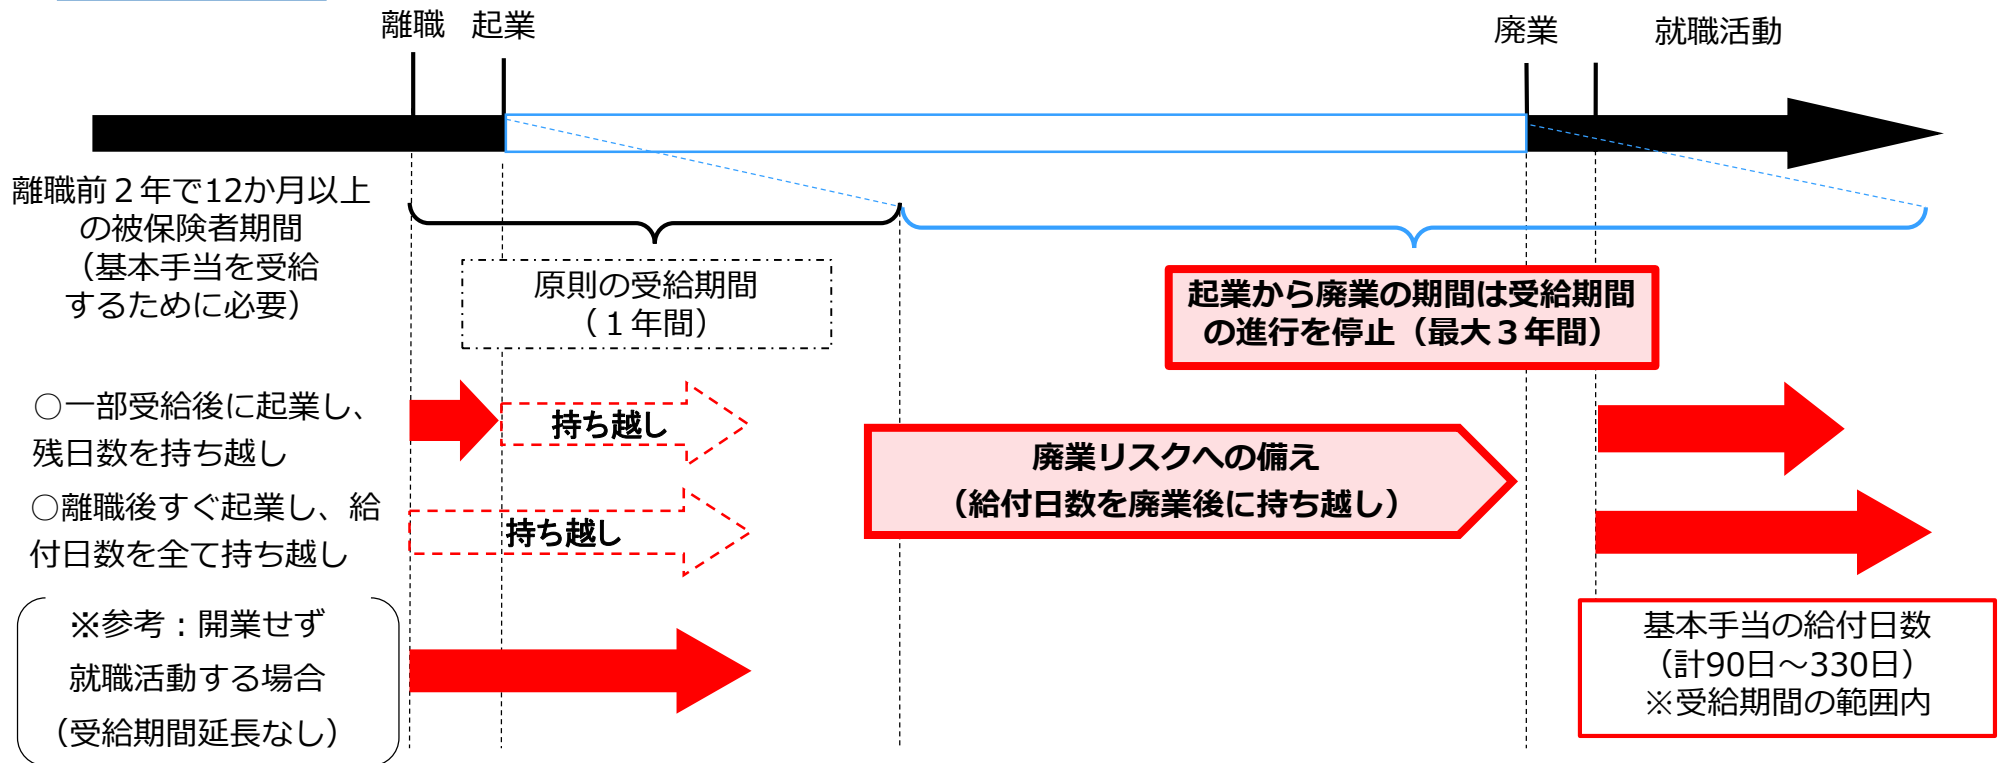 離職 起業
廃業
就職活動
離職前２年で12か月以上
の被保険者期間
（基本手当を受給
するために必要）
原則の受給期間
（１年間）
起業から廃業の期間は受給期間
の進行を停止（最大３年間）
○一部受給後に起業し、
残日数を持ち越し
持ち越し
廃業リスクへの備え
（給付日数を廃業後に持ち越し）
○離職後すぐ起業し、給
付日数を全て持ち越し
持ち越し
※参考：開業せず
就職活動する場合
（受給期間延長なし）
基本手当の給付日数
（計90日～330日）
※受給期間の範囲内